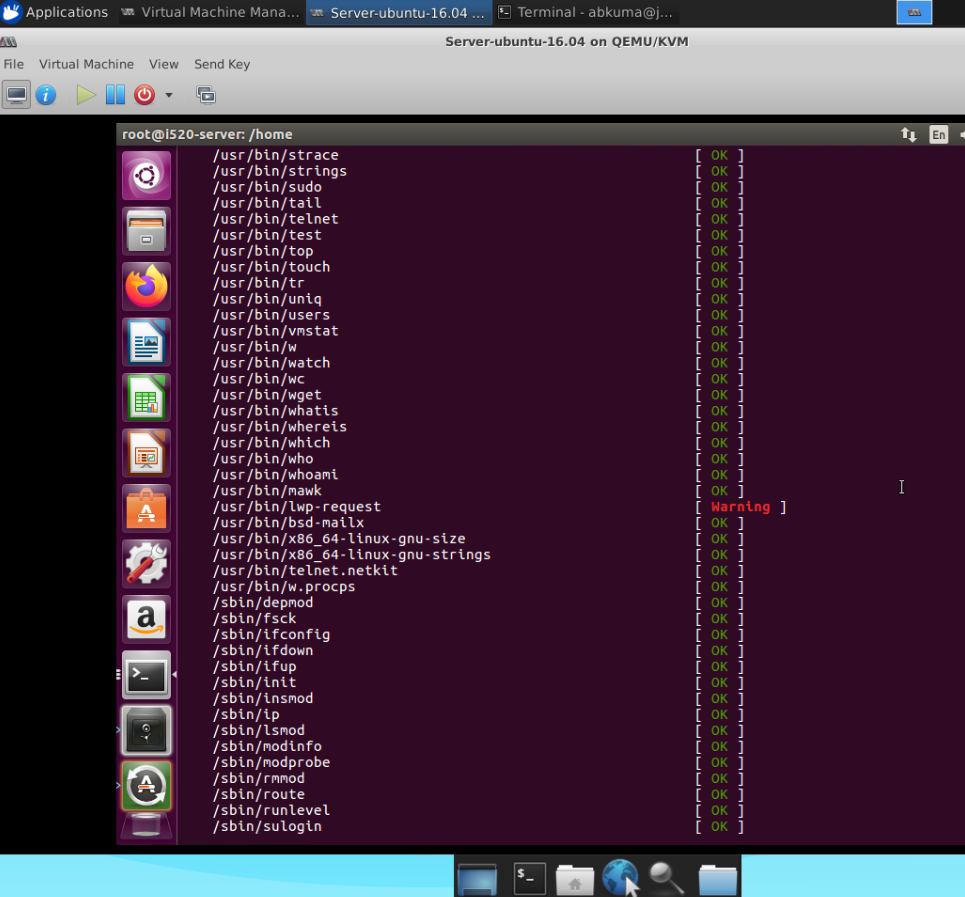 Applications Virtual Machine Mana... Server-ubuntu-16.04 ... Terminal - abkuma@j...
Server-ubuntu-16.04 on QEMU/KVM
File Virtual Machine View Send Key
root@i520-server: /home En
/usr/bin/strace [ OK ]
/usr/bin/strings [ OK ]
/usr/bin/sudo [ OK ]
/usr/bin/tail [ OK ]
/usr/bin/telnet [ OK ]
/usr/bin/test [ OK ]
/usr/bin/top [ OK ]
/usr/bin/touch [ OK ]
/usr/bin/tr [ OK ]
/usr/bin/uniq [ OK ]
/usr/bin/users [ OK ]
/usr/bin/vmstat [ OK ]
/usr/bin/w [ OK ]
/usr/bin/watch [ OK ]
/usr/bin/wc [ OK ]
/usr/bin/wget [ OK ]
/usr/bin/whatis [ OK ]
/usr/bin/whereis [ OK ]
/usr/bin/which [ OK ]
/usr/bin/who [ OK ]
/usr/bin/whoami [ OK ]
/usr/bin/mawk [ OK ]
/usr/bin/lwp-request [ Warning ]
/usr/bin/bsd-mailx [ OK ]
/usr/bin/x86_64-linux-gnu-size [ OK ]
/usr/bin/x86_64-linux-gnu-strings [ OK ]
/usr/bin/telnet.netkit [ OK ]
/usr/bin/w.procps [ OK ]
/sbin/depmod [ OK ]
/sbin/fsck [ OK ]
/sbin/ifconfig [ OK ]
/sbin/ifdown [ OK ]
/sbin/ifup [ OK ]
/sbin/init [ OK ]
/sbin/insmod [ OK ]
/sbin/ip [ OK ]
/sbin/lsmod [ OK ]
/sbin/modinfo [ OK ]
/sbin/modprobe [ OK ]
/sbin/rmmod [ OK ]
/sbin/route [ OK ]
/sbin/runlevel [ OK ]
/sbin/sulogin [ OK ]